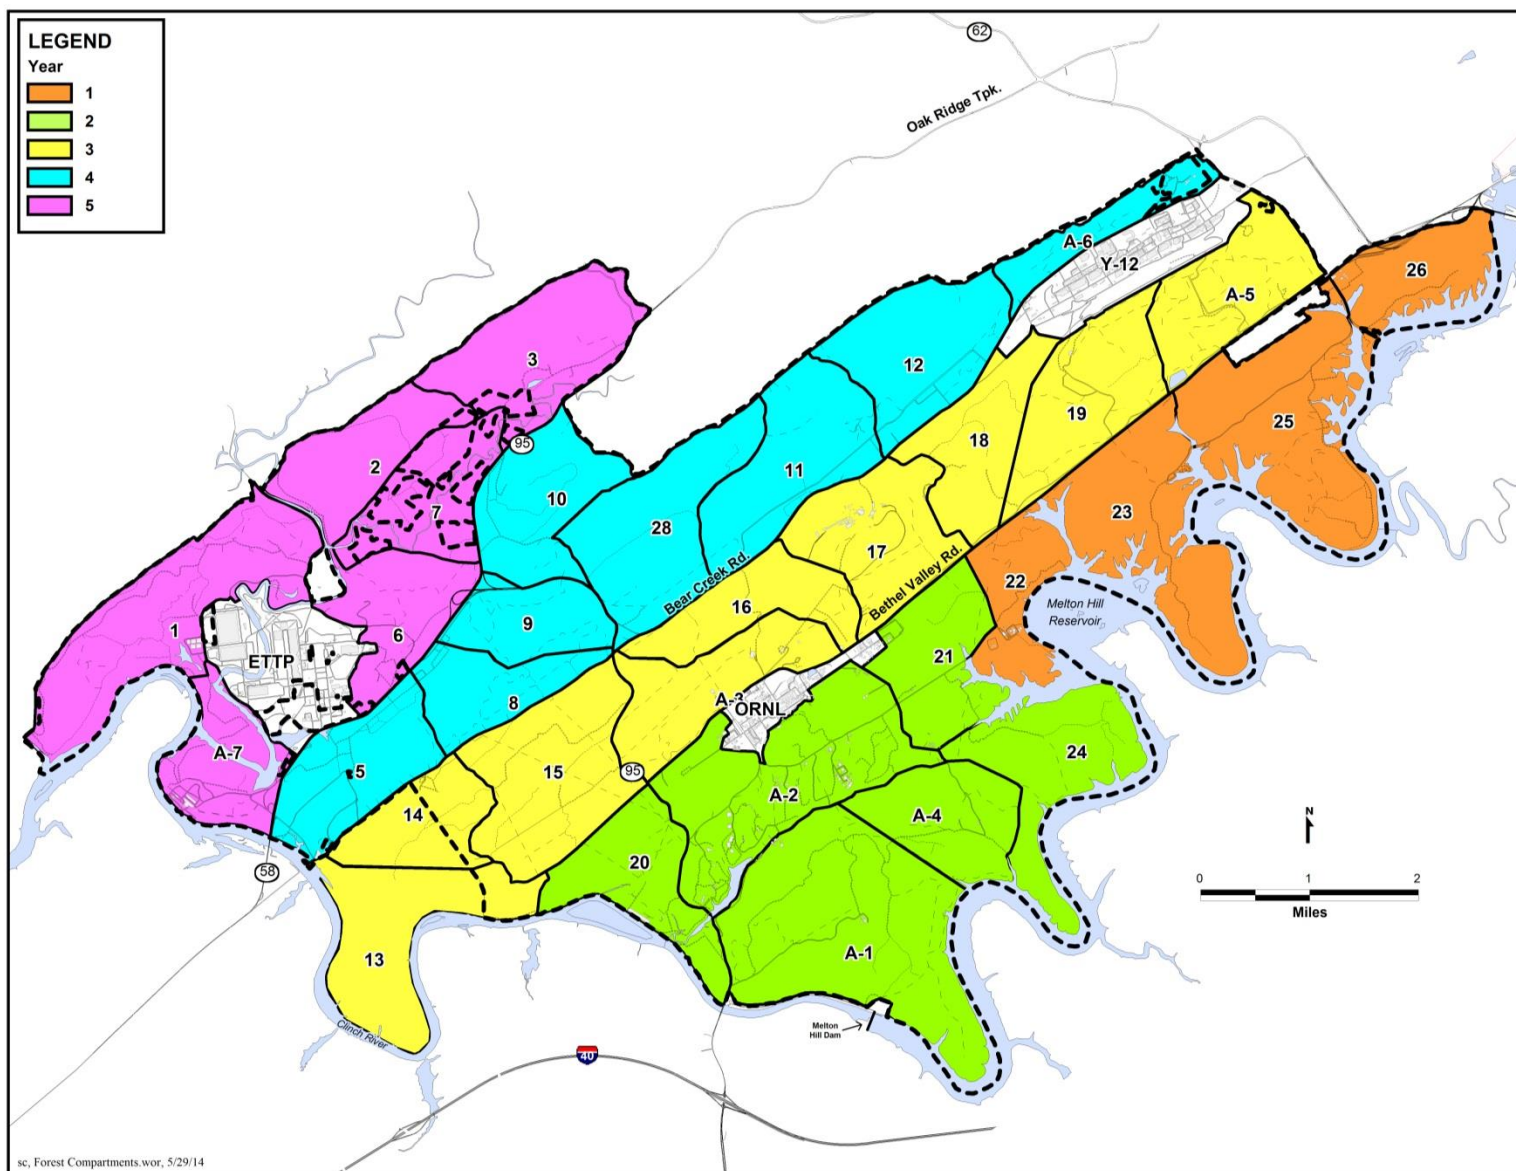 LEGEND
Year
1
2
3
4
5
62
Oak Ridge Tpk.
A-6
Y-12
26
A-5
3
12
25
19
18
95
2
11
10
7
28
23
17
Bear Creek Rd.
Bethel Valley Rd.
22
Melton Hill
Reservoir
16
9
1
6
ETTP
21
8
A-3
ORNL
A-7
24
5
15
95
A-2
14
A-4
N
20
58
0 1 2
Miles
13
A-1
Clinch River
Melton
Hill Dam
40
sc, Forest Compartments.wor, 5/29/14